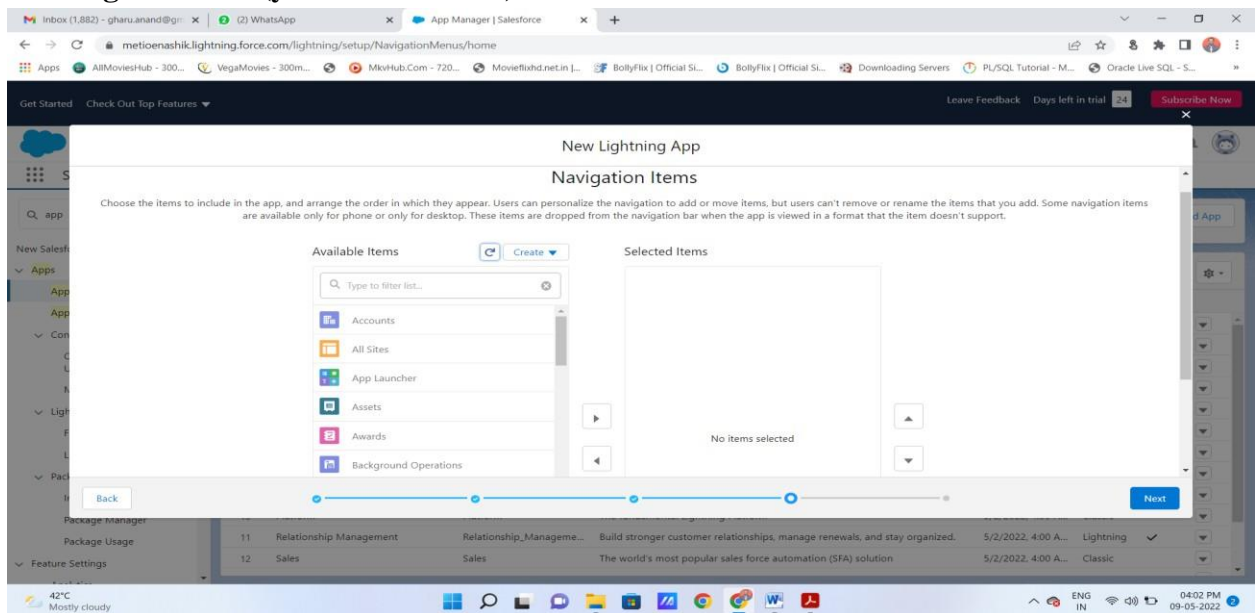 Inbox (1,882) - gharu.anand@gm
(2) WhatsApp
App Manager | Salesforce
metioenashik.lightning.force.com/lightning/setup/NavigationMenus/home
Apps
AllMoviesHub - 300...
VegaMovies - 300m...
MkvHub.Com - 720...
Movieflixhd.net.in |...
BollyFlix | Official Si...
BollyFlix | Official Si...
Downloading Servers
PL/SQL Tutorial - M...
Oracle Live SQL - S...
Get Started
Check Out Top Features
Leave Feedback
Days left in trial
24
Subscribe Now
New Lightning App
Navigation Items
Choose the items to include in the app, and arrange the order in which they appear. Users can personalize the navigation to add or move items, but users can't remove or rename the items that you add. Some navigation items
are available only for phone or only for desktop. These items are dropped from the navigation bar when the app is viewed in a format that the item doesn't support.
app
d App
Available Items
Create
Selected Items
New Salesf
Apps
App
App
Con
Ligh
Pack
Type to filter list...
Accounts
All Sites
App Launcher
Assets
Awards
Background Operations
No items selected
Back
Next
Package Manager
Package Usage
Feature Settings
11 Relationship Management Relationship_Manageme... Build stronger customer relationships, manage renewals, and stay organized. 5/2/2022, 4:00 A... Lightning
12 Sales Sales The world's most popular sales force automation (SFA) solution 5/2/2022, 4:00 A... Classic
42°C
Mostly cloudy
ENG
IN
04:02 PM
09-05-2022
2